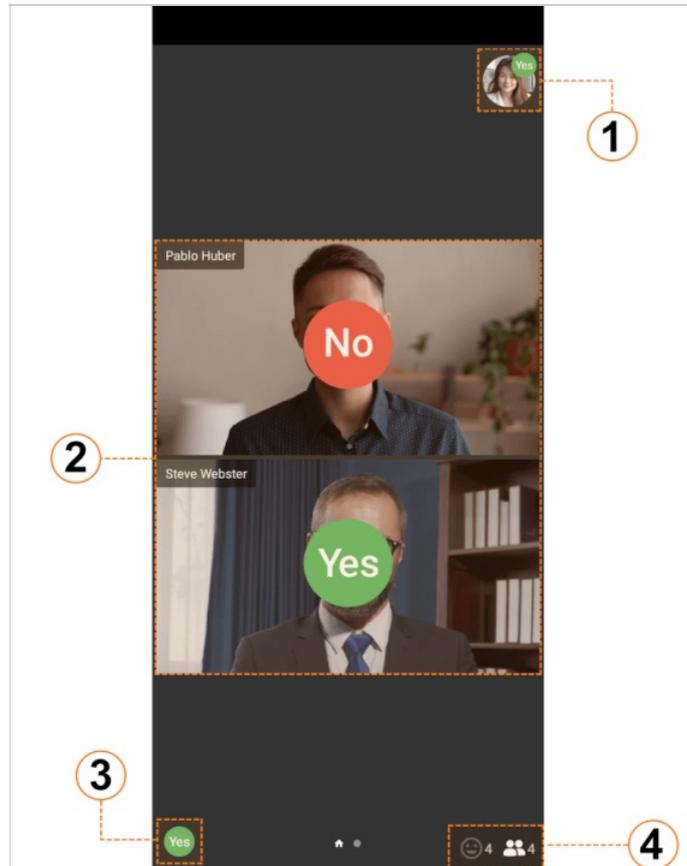 Yes
1
Pablo Huber
No
2
Steve Webster
Yes
3
Yes
4 4
4